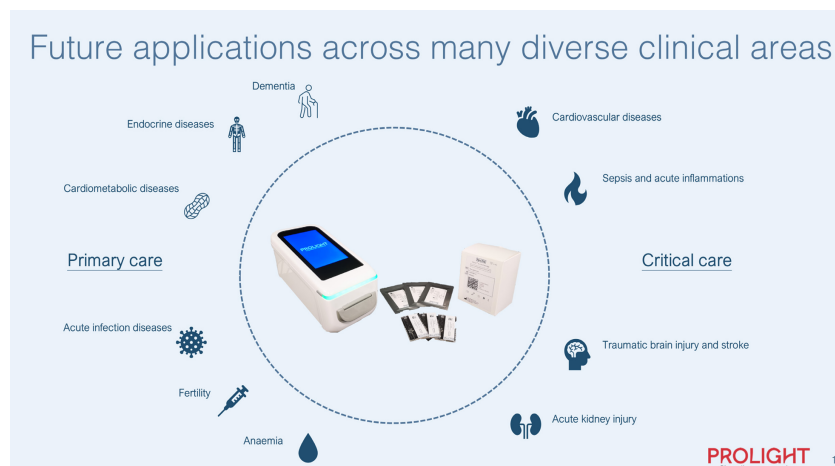 Future applications across many diverse clinical areas
Dementia
Endocrine diseases
Cardiometabolic diseases
Primary care
Acute infection diseases
Fertility
Anaemia
Cardiovascular diseases
Sepsis and acute inflammations
Critical care
Traumatic brain injury and stroke
Acute kidney injury
PROLIGHT
PROLIGHT